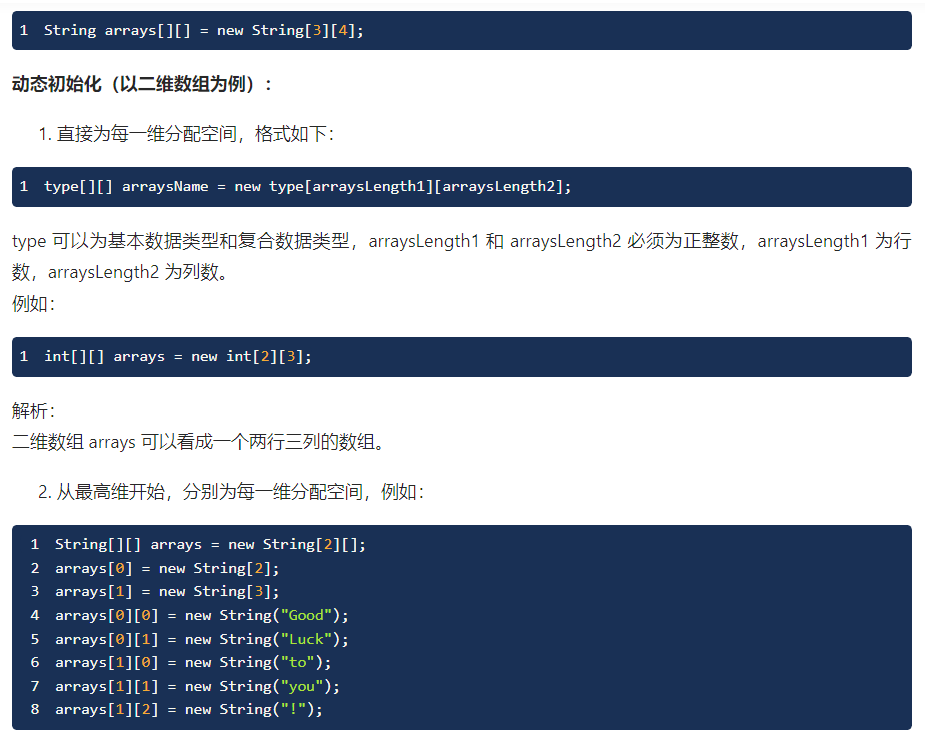 1 String arrays[][] = new String[3][4];
动态初始化（以二维数组为例）：
1. 直接为每一维分配空间，格式如下：
1 type[][] arraysName = new type[arraysLength1][arraysLength2];
type 可以为基本数据类型和复合数据类型，arraysLength1 和 arraysLength2 必须为正整数，arraysLength1 为行
数，arraysLength2 为列数。
例如：
1 int[][] arrays = new int[2][3];
解析：
二维数组 arrays 可以看成一个两行三列的数组。
2. 从最高维开始，分别为每一维分配空间，例如：
1 String[][] arrays = new String[2][];
2 arrays[0] = new String[2];
3 arrays[1] = new String[3];
4 arrays[0][0] = new String("Good");
5 arrays[0][1] = new String("Luck");
6 arrays[1][0] = new String("to");
7 arrays[1][1] = new String("you");
8 arrays[1][2] = new String("!");